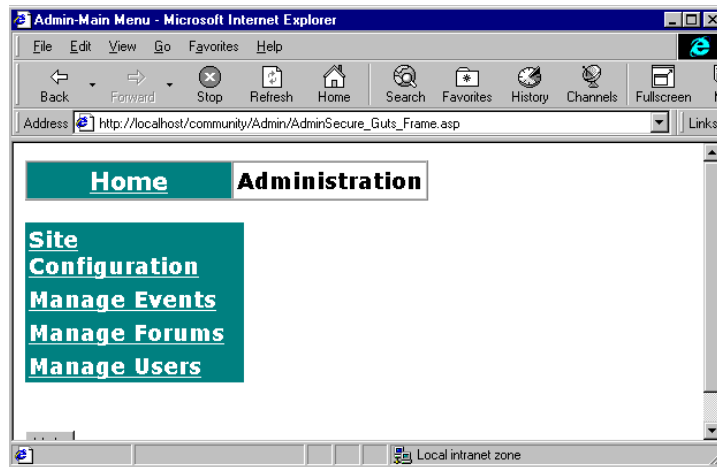 Admin-Main Menu - Microsoft Internet Explorer
File Edit View Go Favorites Help
Back Forward Stop Refresh Home Search Favorites History Channels Fullscreen
Address http://localhost/community/Admin/AdminSecure_Guts_Frame.asp Links
Home Administration
Site
Configuration
Manage Events
Manage Forums
Manage Users
Local intranet zone